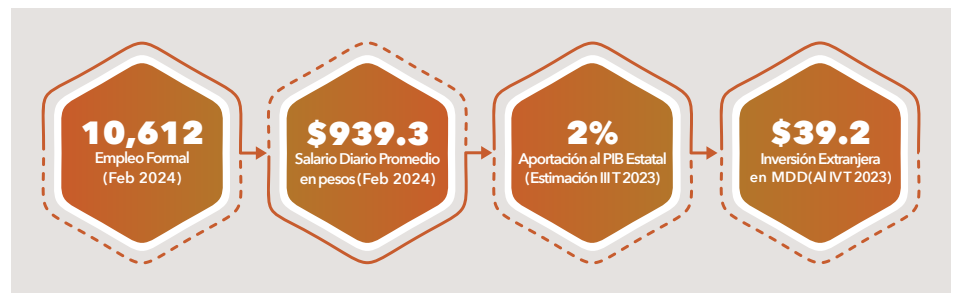 10,612
Empleo Formal
(Feb 2024)
$939.3
Salario Diario Promedio
en pesos (Feb 2024)
2%
Aportación al PIB Estatal
(Estimación III T 2023)
$39.2
Inversión Extranjera
en MDD(Al IV T 2023)